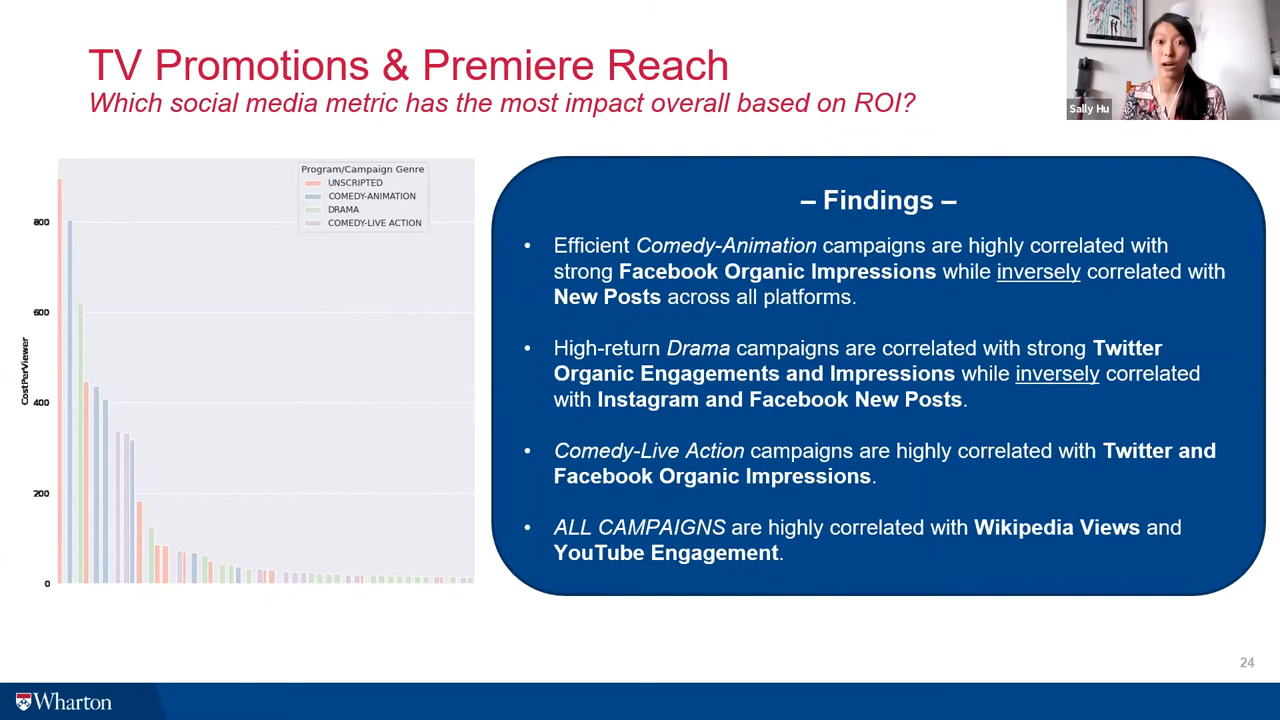 TV Promotions & Premiere Reach
Which social media metric has the most impact overall based on ROI?
Sally Hu
Program/Campaign Genre
UNSCRIPTED
COMEDY-ANIMATION
DRAMA
COMEDY-LIVE ACTION
800
600
400
200
0
CostPerViewer
– Findings –
• Efficient Comedy-Animation campaigns are highly correlated with
strong Facebook Organic Impressions while inversely correlated with
New Posts across all platforms.
• High-return Drama campaigns are correlated with strong Twitter
Organic Engagements and Impressions while inversely correlated
with Instagram and Facebook New Posts.
• Comedy-Live Action campaigns are highly correlated with Twitter and
Facebook Organic Impressions.
• ALL CAMPAIGNS are highly correlated with Wikipedia Views and
YouTube Engagement.
24
Wharton